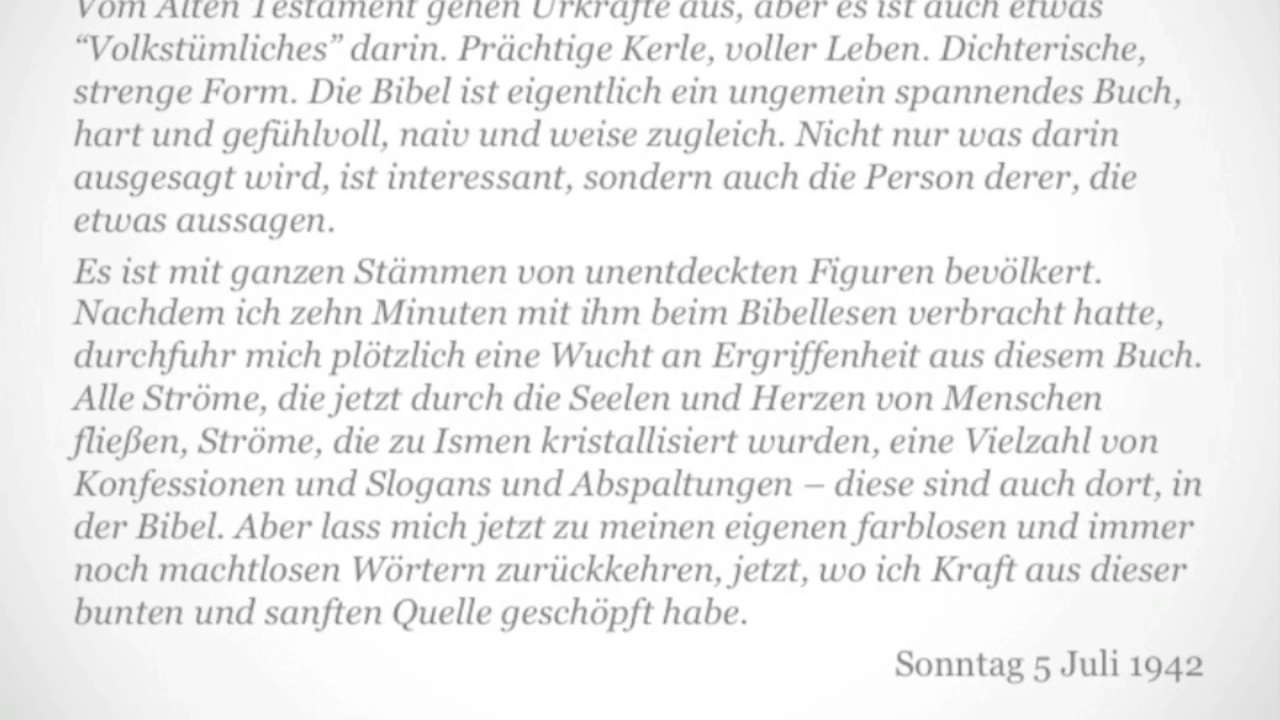 Vom Alten Testament gehen Urkräfte aus, aber es ist auch etwas
“Volkstümliches” darin. Prächtige Kerle, voller Leben. Dichterische,
strenge Form. Die Bibel ist eigentlich ein ungemein spannendes Buch,
hart und gefühlvoll, naiv und weise zugleich. Nicht nur was darin
ausgesagt wird, ist interessant, sondern auch die Person derer, die
etwas aussagen.
Es ist mit ganzen Stämmen von unentdeckten Figuren bevölkert.
Nachdem ich zehn Minuten mit ihm beim Bibellesen verbracht hatte,
durchfuhr mich plötzlich eine Wucht an Ergriffenheit aus diesem Buch.
Alle Ströme, die jetzt durch die Seelen und Herzen von Menschen
fließen, Ströme, die zu Ismen kristallisiert wurden, eine Vielzahl von
Konfessionen und Slogans und Abspaltungen – diese sind auch dort, in
der Bibel. Aber lass mich jetzt zu meinen eigenen farblosen und immer
noch machtlosen Wörtern zurückkehren, jetzt, wo ich Kraft aus dieser
bunten und sanften Quelle geschöpft habe.
Sonntag 5 Juli 1942